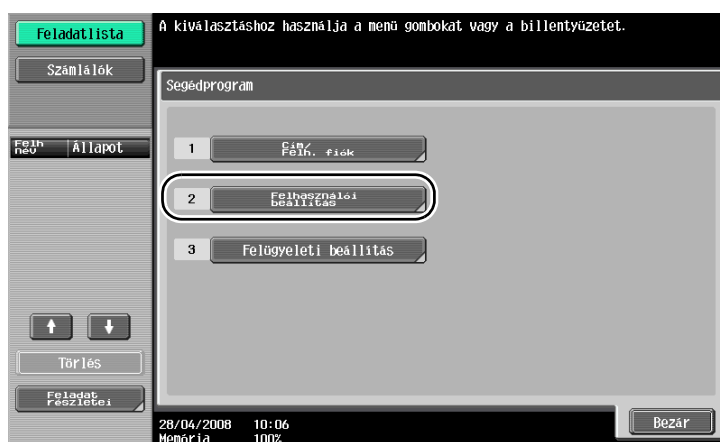 Feladatlista
Számlálók
Felh
név
Állapot
Törlés
Feladat
részletei
A kiválasztáshoz használja a menü gombokat vagy a billentyűzetet.
Segédprogram
1
Cím/
Felh. fiók
2
Felhasználói
beállítás
3
Felügyeleti beállítás
28/04/2008 10:06
Memória 100%
Bezár